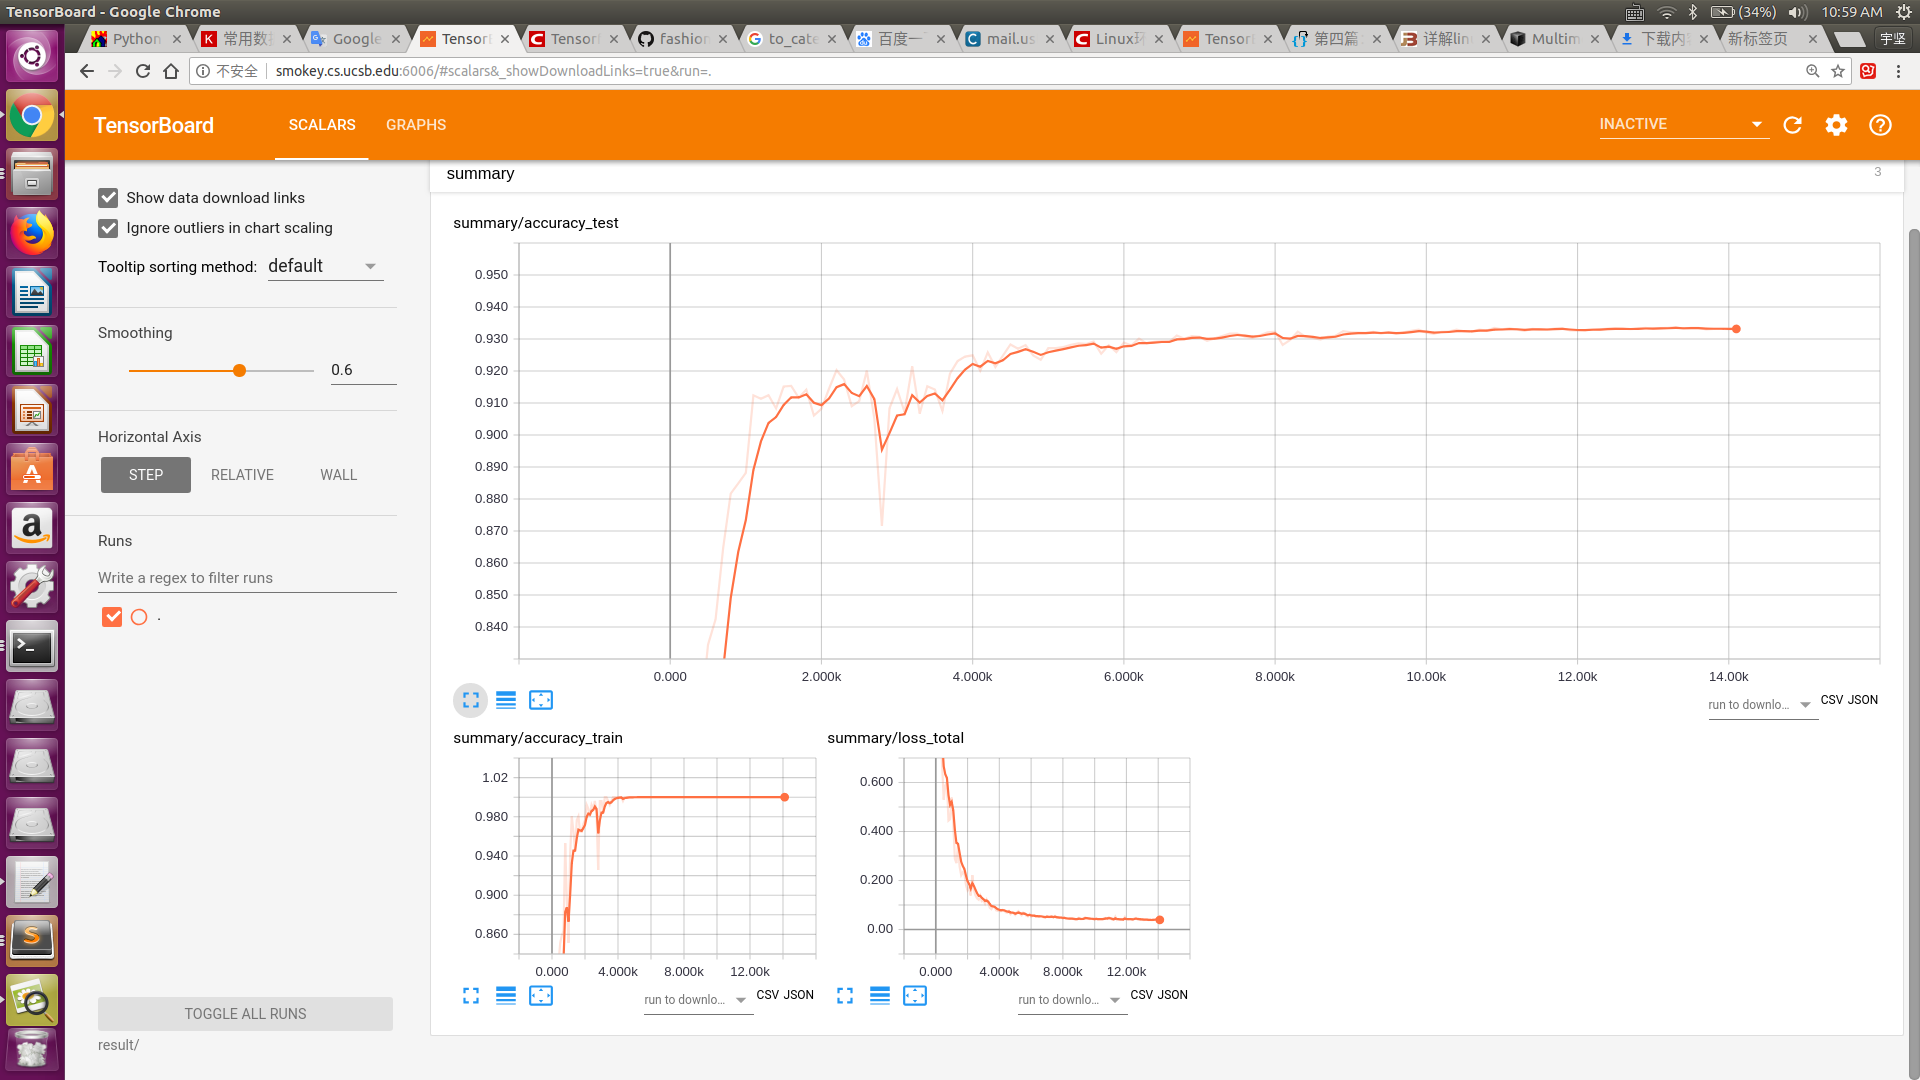 TensorBoard - Google Chrome
(34%)
10:59 AM
Python
常用数
Google
Tensor
Tensor
fashion
to_cate
百度一
mail.us
Linux
Tensor
第四篇
详解lin
Multim
下载内
新标签页
宇坚
不安全
smokey.cs.ucsb.edu:6006/#scalars&_showDownloadLinks=true&run=.
TensorBoard
SCALARS
GRAPHS
INACTIVE
Show data download links
Ignore outliers in chart scaling
Tooltip sorting method: default
Smoothing
0.6
Horizontal Axis
STEP
RELATIVE
WALL
Runs
Write a regex to filter runs
.
TOGGLE ALL RUNS
result/
summary
3
summary/accuracy_test
0.950
0.940
0.930
0.920
0.910
0.900
0.890
0.880
0.870
0.860
0.850
0.840
0.000 2.000k 4.000k 6.000k 8.000k 10.00k 12.00k 14.00k
run to downlo... CSV JSON
summary/accuracy_train
1.02
0.980
0.940
0.900
0.860
0.000 4.000k 8.000k 12.00k
run to downlo... CSV JSON
summary/loss_total
0.600
0.400
0.200
0.00
0.000 4.000k 8.000k 12.00k
run to downlo... CSV JSON